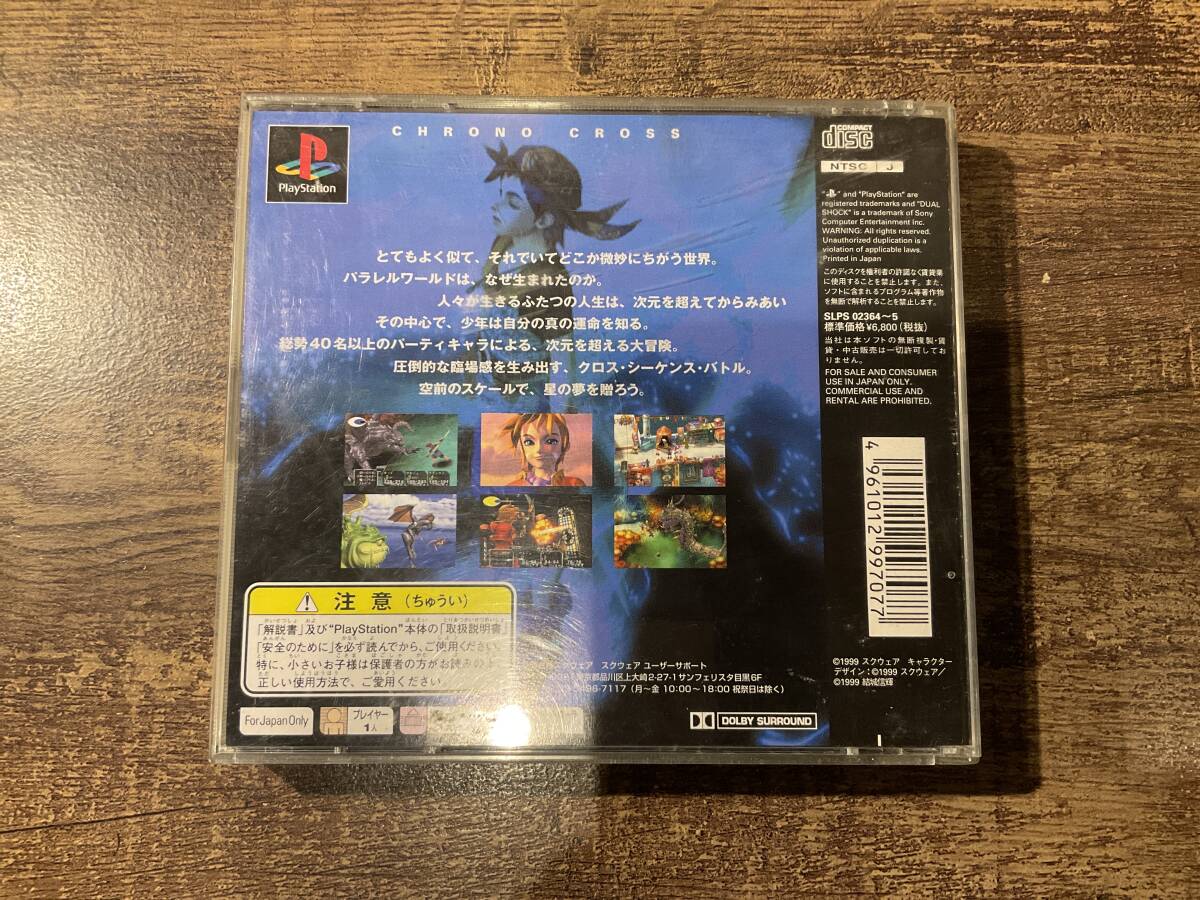 CHRONO CROSS
PlayStation
とてもよく似て、それでいてどこか微妙にちがう世界。
パラレルワールドは、なぜ生まれたのか。
人々が生きるふたつの人生は、次元を超えてからみあい
その中心で、少年は自分の真の運命を知る。
総勢40名以上のパーティキャラによる、次元を超える大冒険。
圧倒的な臨場感を生み出す、クロス・シーケンス・バトル。
空前のスケールで、星の夢を贈ろう。
注意(ちゅうい)
「解説書」及び"PlayStation"本体の「取扱説明書」
「安全のために」を必ず読んでから、ご使用ください。
特に、小さいお子様は保護者の方がお読みの上
正しい使用方法で、ご愛用ください。
For Japan Only
プレイヤー
1人
スクウェア スクウェア ユーザーサポート
東京都品川区上大崎2-27-1サンフェリスタ目黒6F
496-7117(月~金 10:00~18:00 祝祭日は除く)
DOLBY SURROUND
COMPACT
disc
NTSC J
" " and "PlayStation" are
registered trademarks and "DUAL
SHOCK" is a trademark of Sony
Computer Entertainment Inc.
WARNING: All rights reserved.
Unauthorized duplication is a
violation of applicable laws.
Printed in Japan
このディスクを権利者の許諾なく賃貸業
に使用することを禁止します。また、
ソフトに含まれるプログラム等著作物
を無断で解析することを禁止します。
SLPS 02364~5
標準価格¥6,800(税抜)
当社は本ソフトの無断複製・賃
貸・中古販売は一切許可してお
りません。
FOR SALE AND CONSUMER
USE IN JAPAN ONLY.
COMMERCIAL USE AND
RENTAL ARE PROHIBITED.
4 961012 997077
©1999 スクウェア キャラクター
デザイン:©1999 スクウェア/
©1999 結城信輝